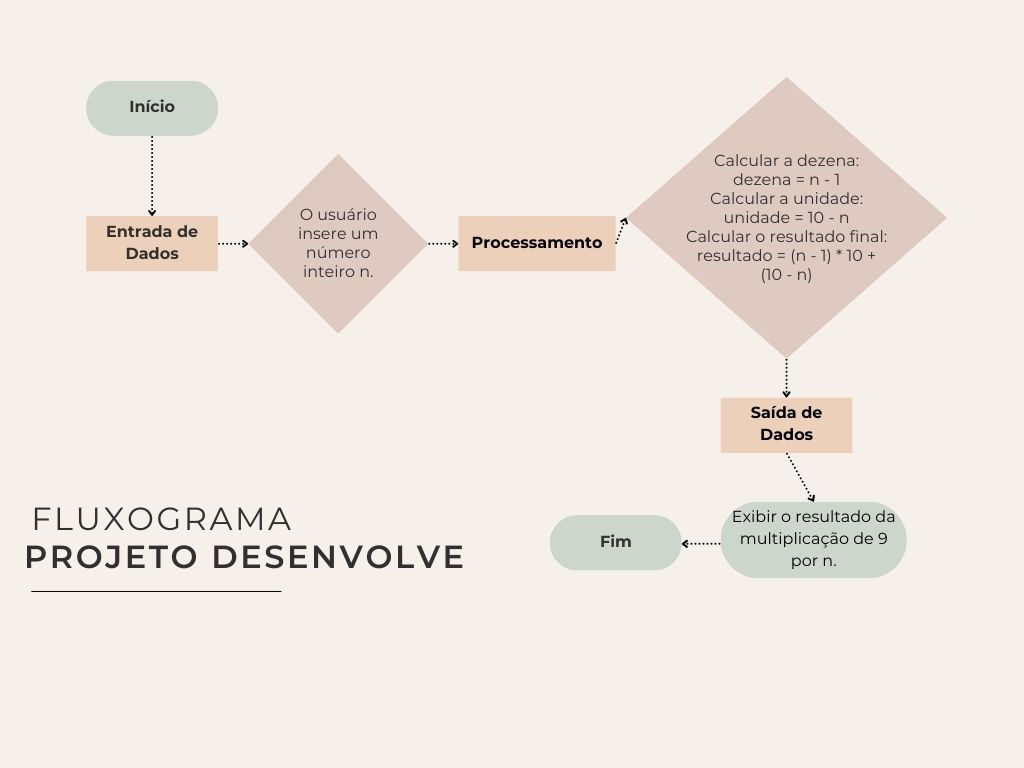 Início
Entrada de
Dados
O usuário
insere um
número
inteiro n.
Processamento
Calcular a dezena:
dezena = n - 1
Calcular a unidade:
unidade = 10 - n
Calcular o resultado final:
resultado = (n - 1) * 10 +
(10 - n)
Saída de
Dados
Exibir o resultado da
multiplicação de 9
por n.
Fim
FLUXOGRAMA
PROJETO DESENVOLVE